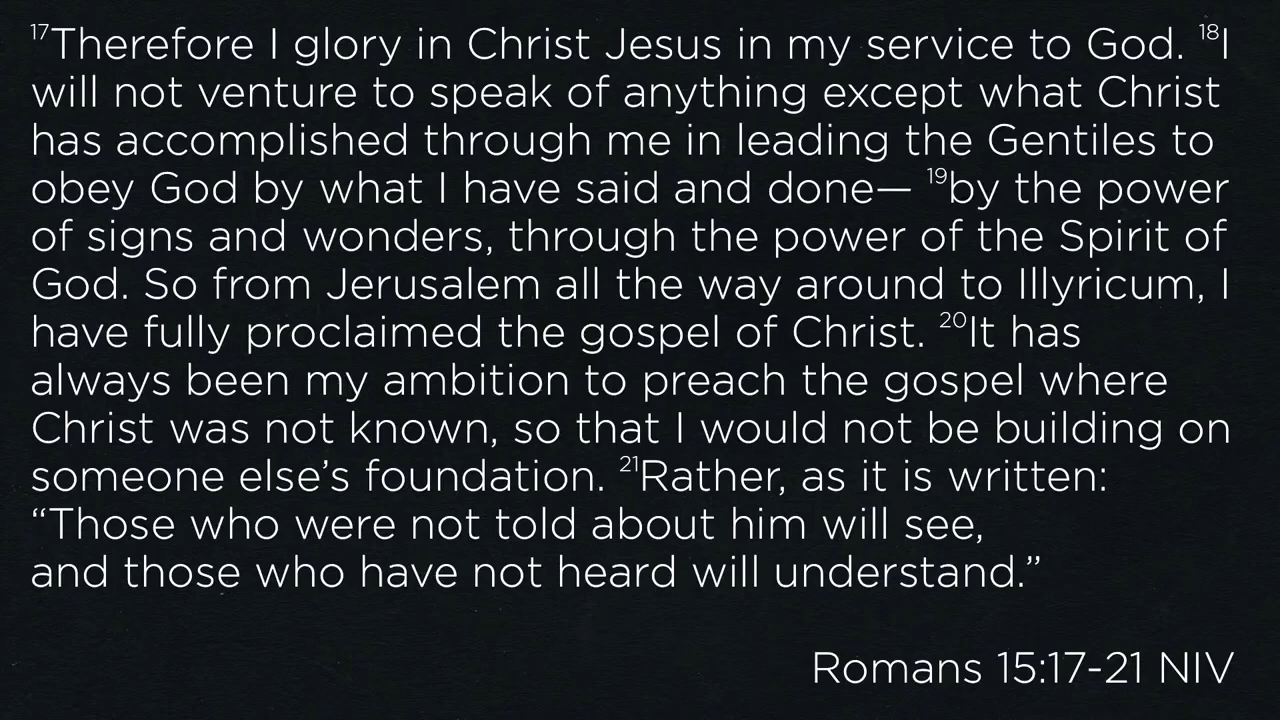 17Therefore I glory in Christ Jesus in my service to God. 18I
will not venture to speak of anything except what Christ
has accomplished through me in leading the Gentiles to
obey God by what I have said and done— 19by the power
of signs and wonders, through the power of the Spirit of
God. So from Jerusalem all the way around to Illyricum, I
have fully proclaimed the gospel of Christ. 20It has
always been my ambition to preach the gospel where
Christ was not known, so that I would not be building on
someone else’s foundation. 21Rather, as it is written:
“Those who were not told about him will see,
and those who have not heard will understand.”
Romans 15:17-21 NIV